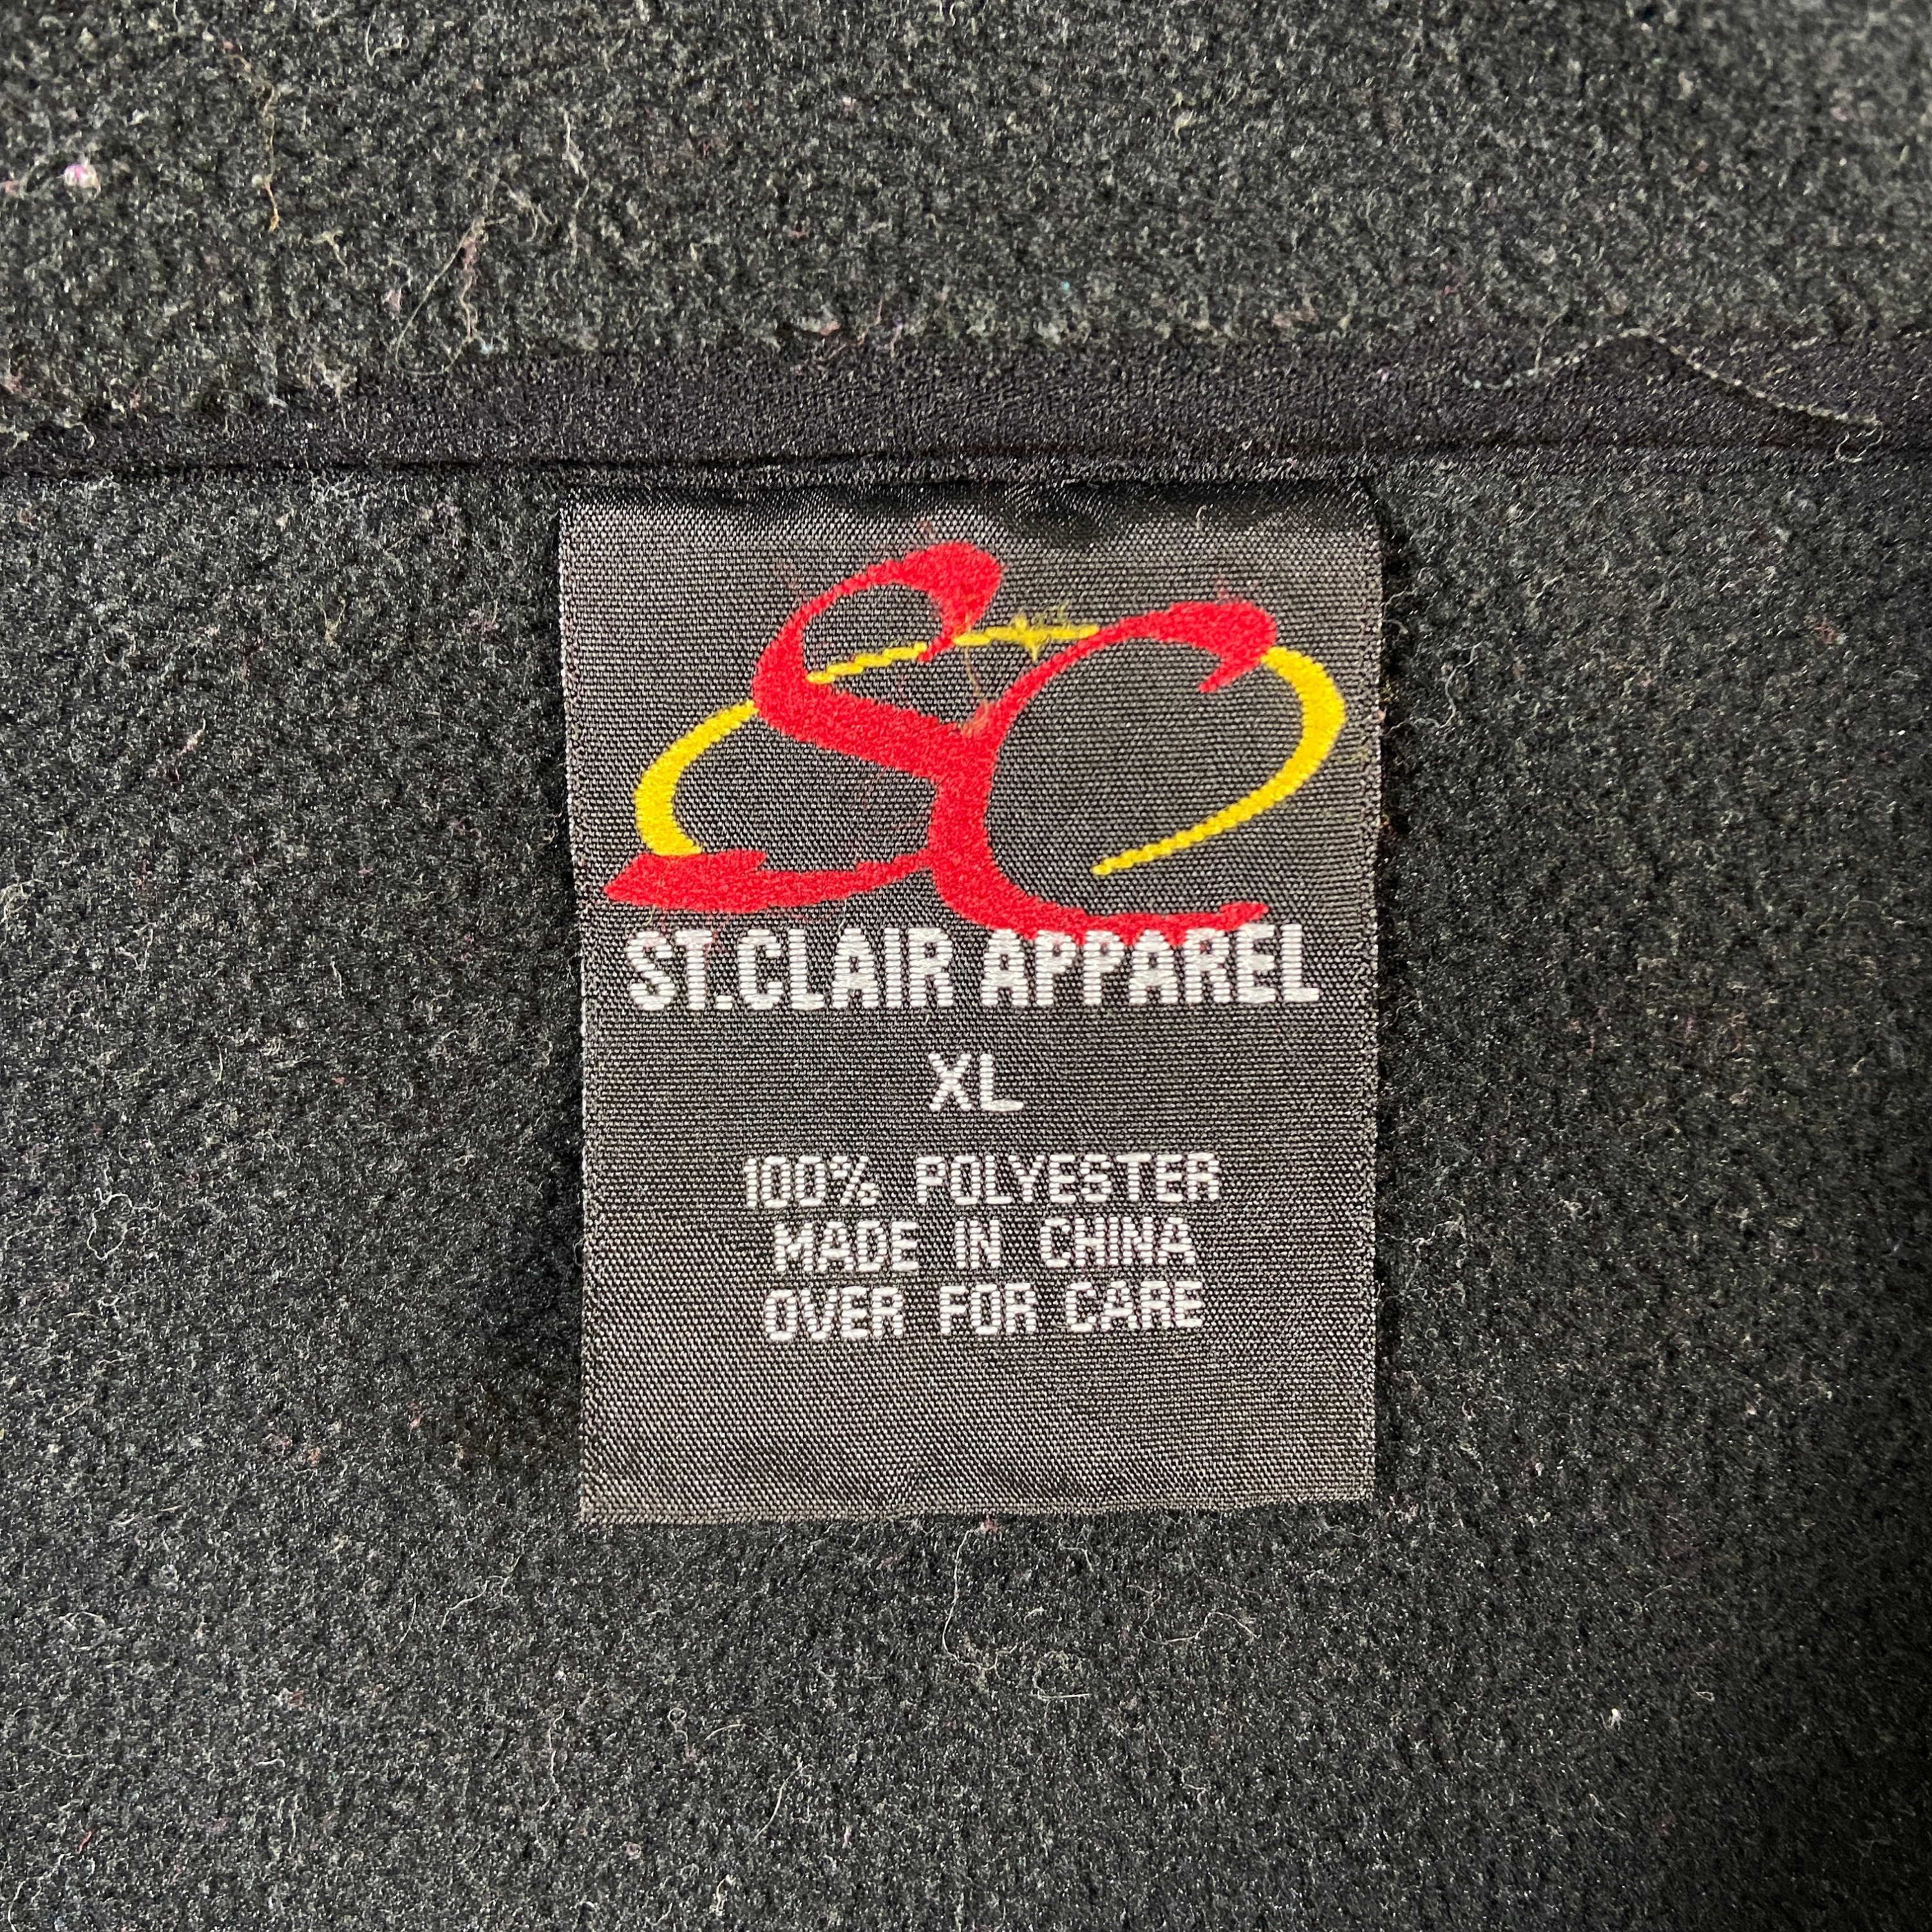 ST.CLAIR APPAREL
XL
100% POLYESTER
MADE IN CHINA
OVER FOR CARE